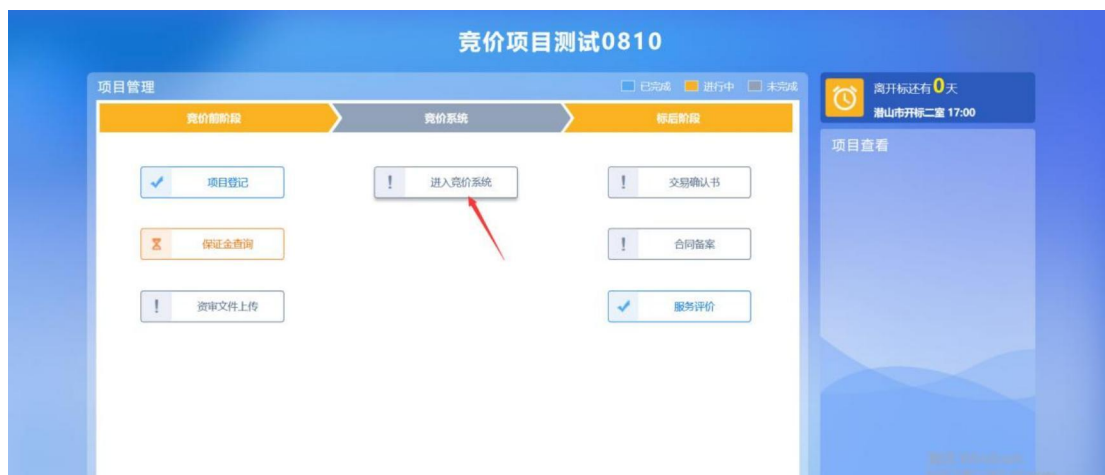 竞价项目测试0810
项目管理
已完成 进行中 未完成
离开标还有0天
潜山市开标二室 17:00
竞价前阶段 竞价系统 标后阶段
项目查看
项目登记 进入竞价系统 交易确认书
保证金查询 合同备案
资审文件上传 服务评价